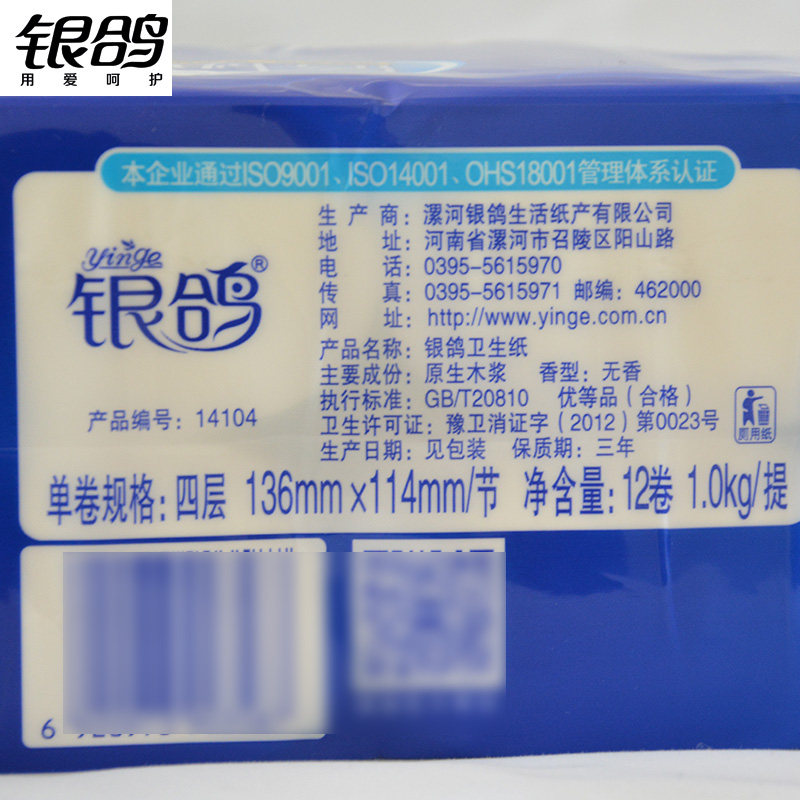 银鸽
用爱呵护
本企业通过ISO9001、ISO14001、OHS18001管理体系认证
yinge
银鸽®
产品编号：14104
生产商：漯河银鸽生活纸产有限公司
地址：河南省漯河市召陵区阳山路
电话：0395-5615970
传真：0395-5615971 邮编：462000
网址：http://www.yinge.com.cn
产品名称：银鸽卫生纸
主要成份：原生木浆 香型：无香
执行标准：GB/T20810 优等品（合格）
卫生许可证：豫卫消证字（2012）第0023号
生产日期：见包装 保质期：三年
厕用纸
单卷规格：四层 136mm×114mm/节 净含量：12卷 1.0kg/提
6